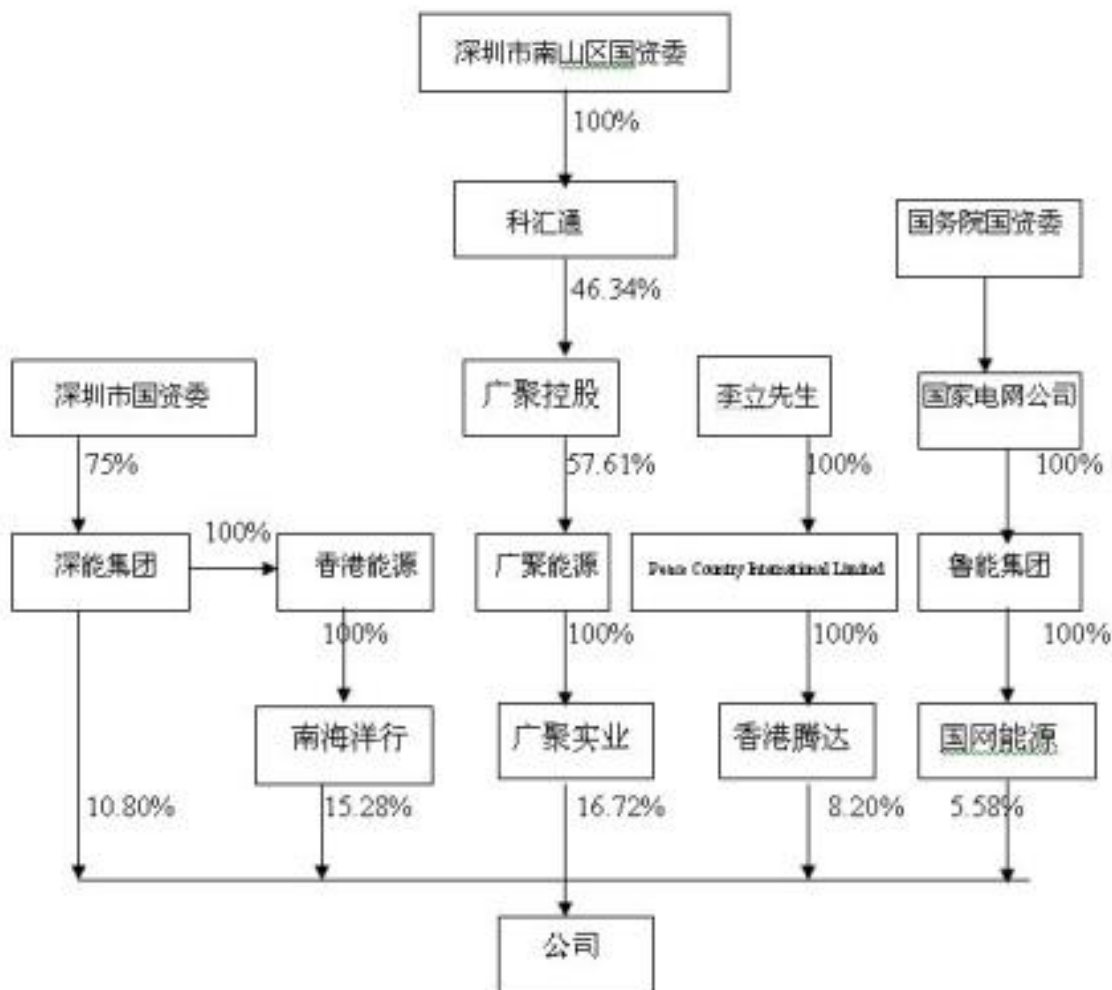 深圳市南山区国资委
100%
科汇通
国务院国资委
46.34%
深圳市国资委
广聚控股
李立先生
国家电网公司
75%
57.61%
100%
100%
100%
深能集团
香港能源
广聚能源
Peace Country International Limited
鲁能集团
100%
100%
100%
100%
南海洋行
广聚实业
香港腾达
国网能源
10.80%
15.28%
16.72%
8.20%
5.58%
公司